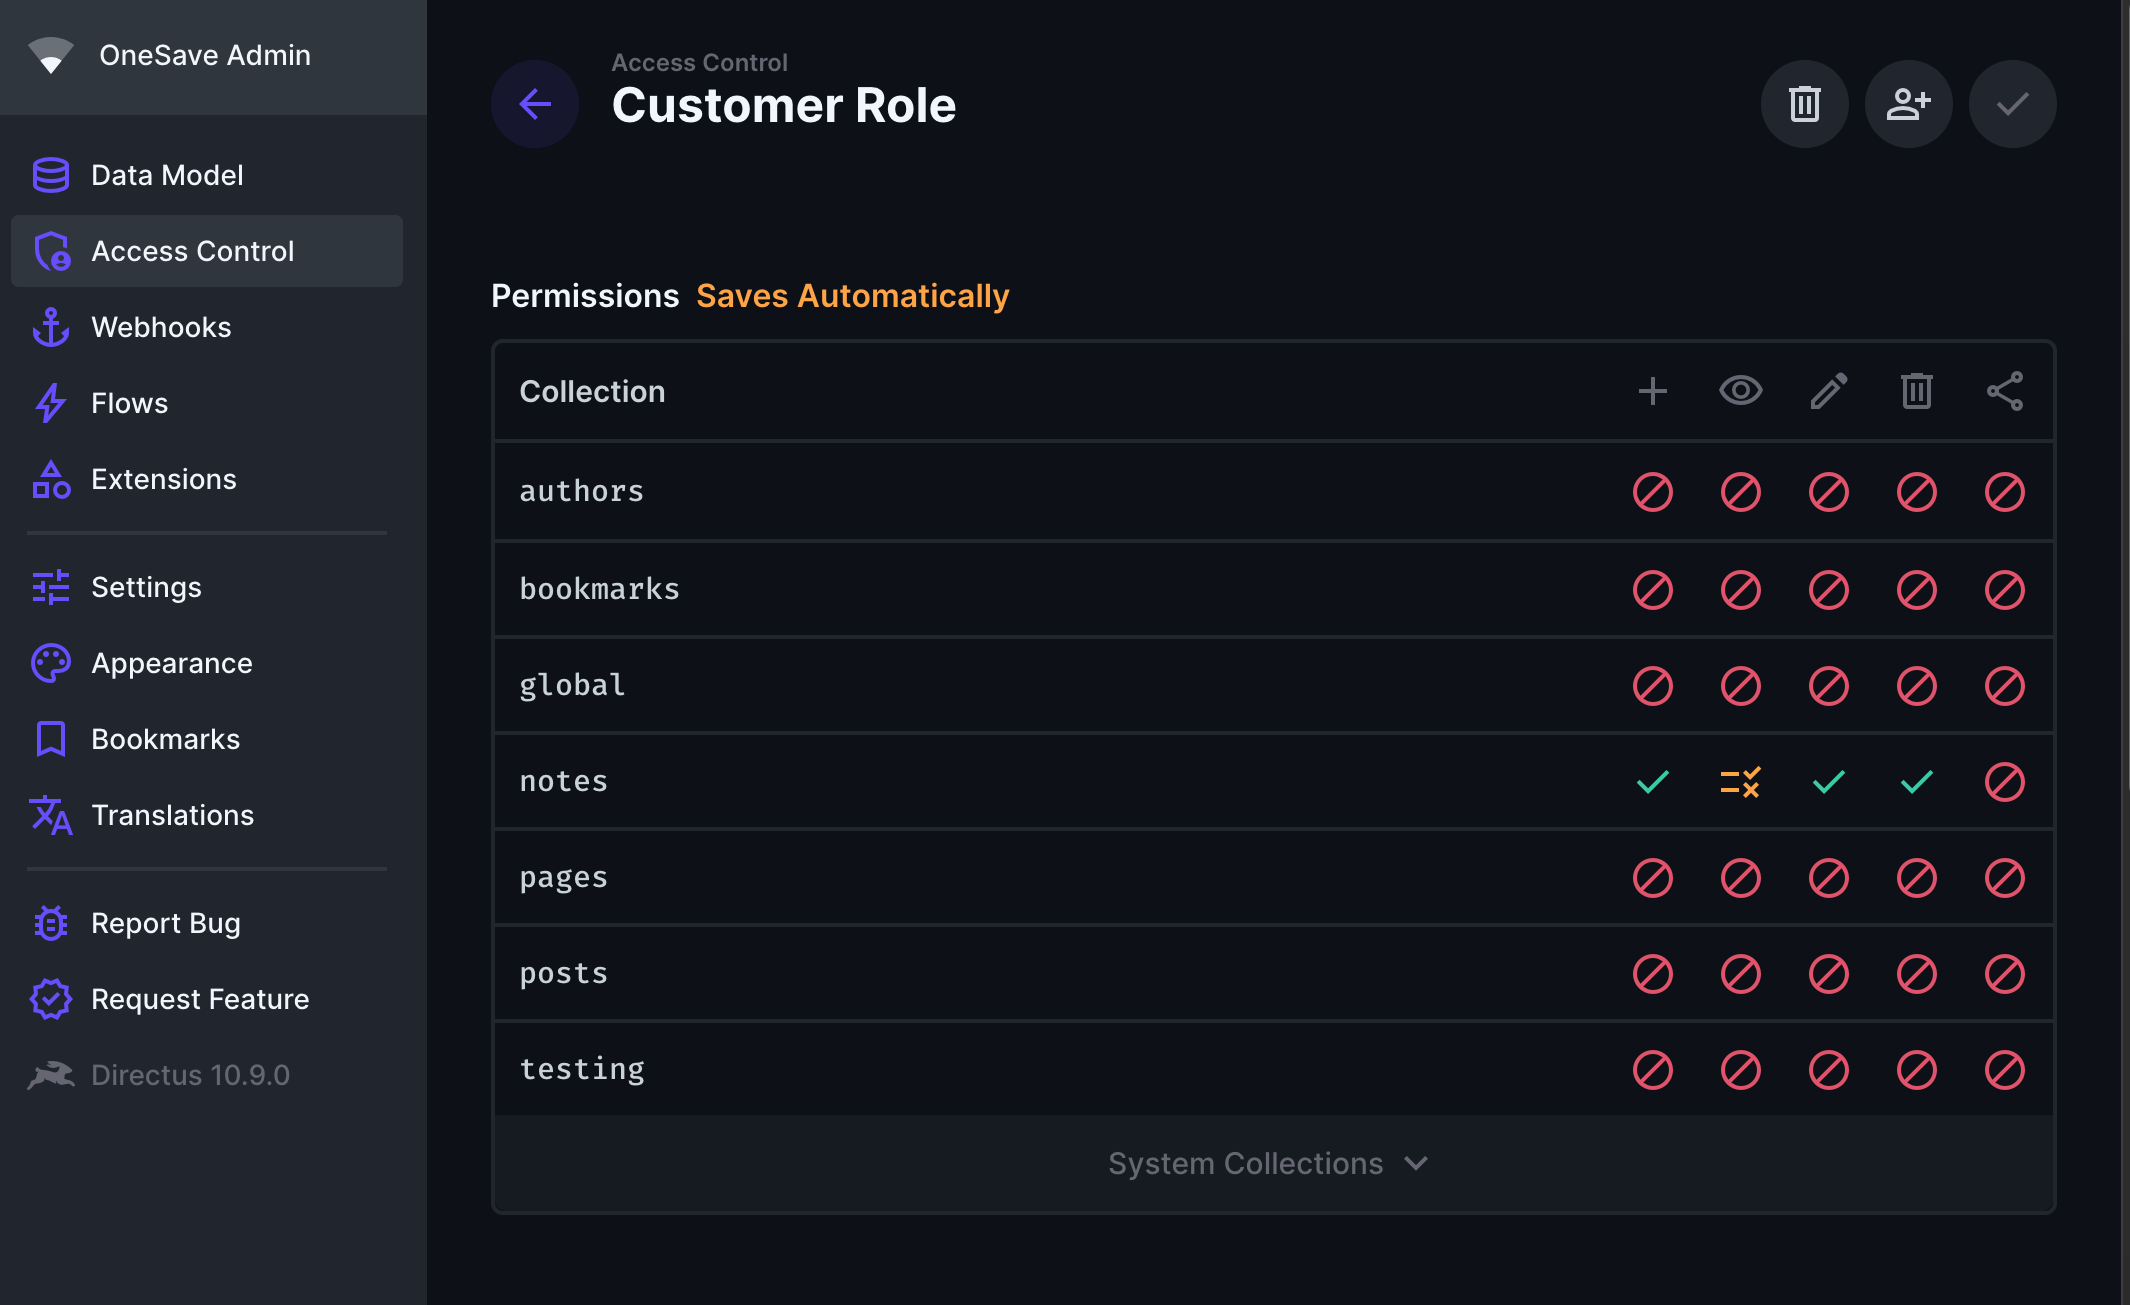 OneSave Admin
Data Model
Access Control
Webhooks
Flows
Extensions
Settings
Appearance
Bookmarks
Translations
Report Bug
Request Feature
Directus 10.9.0
Access Control
Customer Role
Permissions Saves Automatically
Collection
authors
bookmarks
global
notes
pages
posts
testing
System Collections